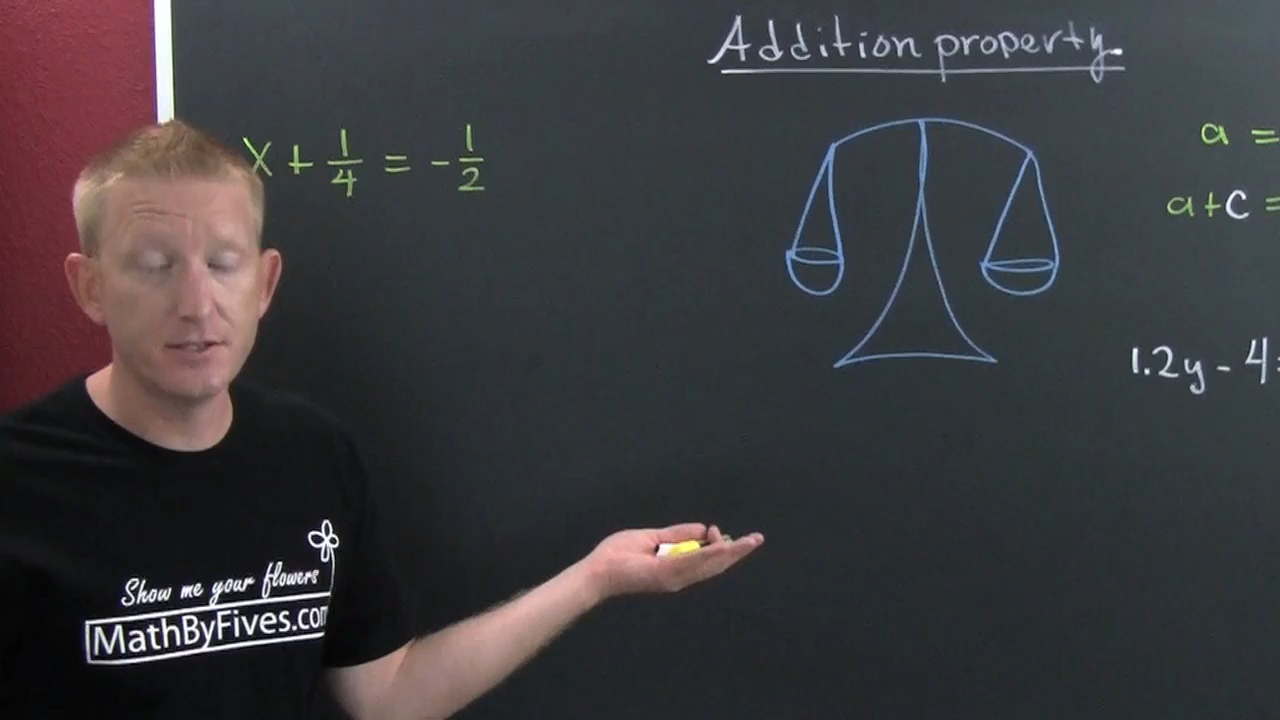 Addition property
x + 1/4 = - 1/2
a =
a + c =
1.2y - 4 =
Show me your flowers
MathByFives.com